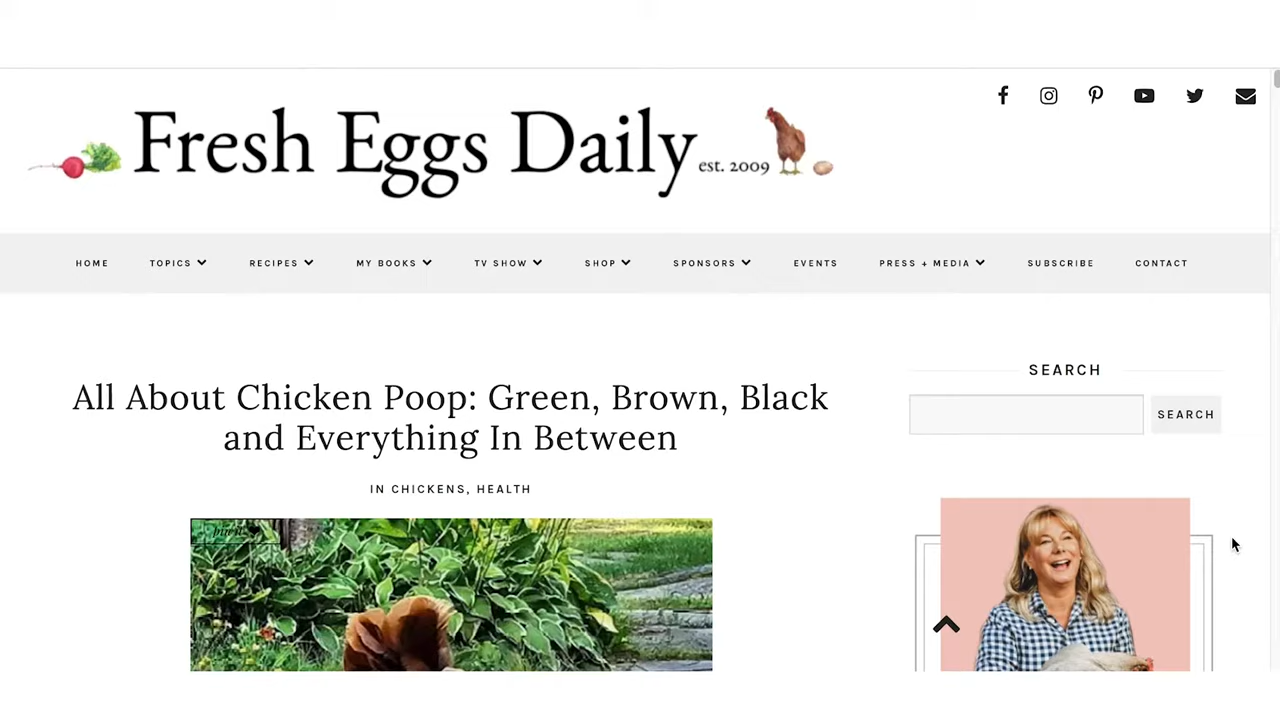 Fresh Eggs Daily est. 2009
HOME TOPICS RECIPES MY BOOKS TV SHOW SHOP SPONSORS EVENTS PRESS + MEDIA SUBSCRIBE CONTACT
All About Chicken Poop: Green, Brown, Black
and Everything In Between
IN CHICKENS, HEALTH
SEARCH
SEARCH